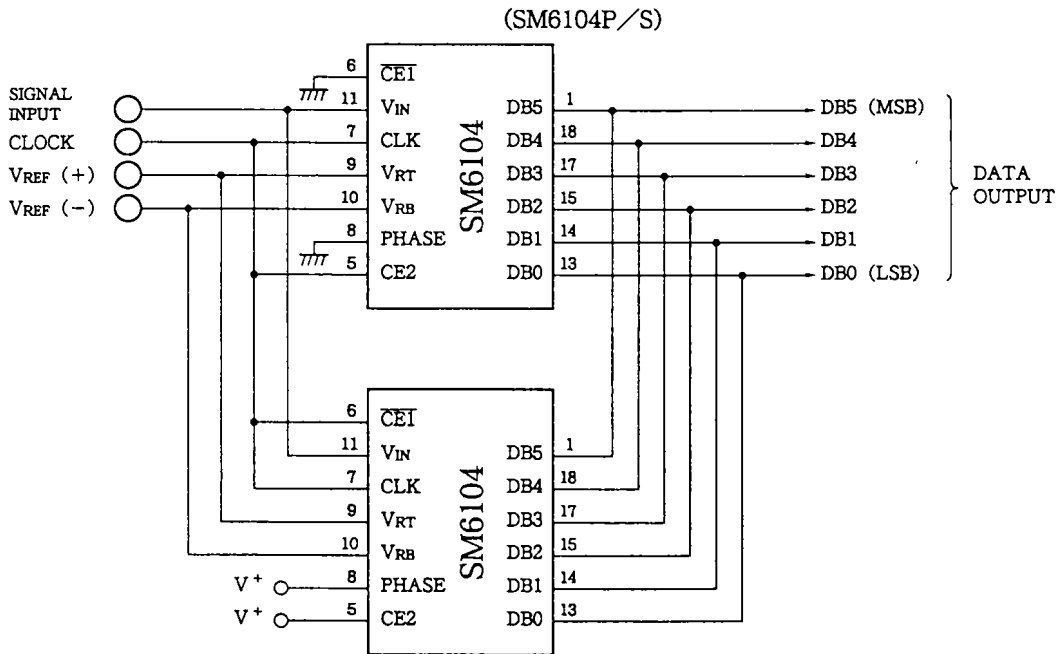 (SM6104P/S)
SIGNAL
INPUT
CLOCK
VREF (+)
VREF (-)
6 CE1
11 VIN DB5 1
7 CLK DB4 18
9 VRT DB3 17
10 VRB DB2 15
8 PHASE DB1 14
5 CE2 DB0 13
SM6104
DB5 (MSB)
DB4
DB3
DB2
DB1
DB0 (LSB)
DATA
OUTPUT
6 CE1
11 VIN DB5 1
7 CLK DB4 18
9 VRT DB3 17
10 VRB DB2 15
V+ 8 PHASE DB1 14
V+ 5 CE2 DB0 13
SM6104